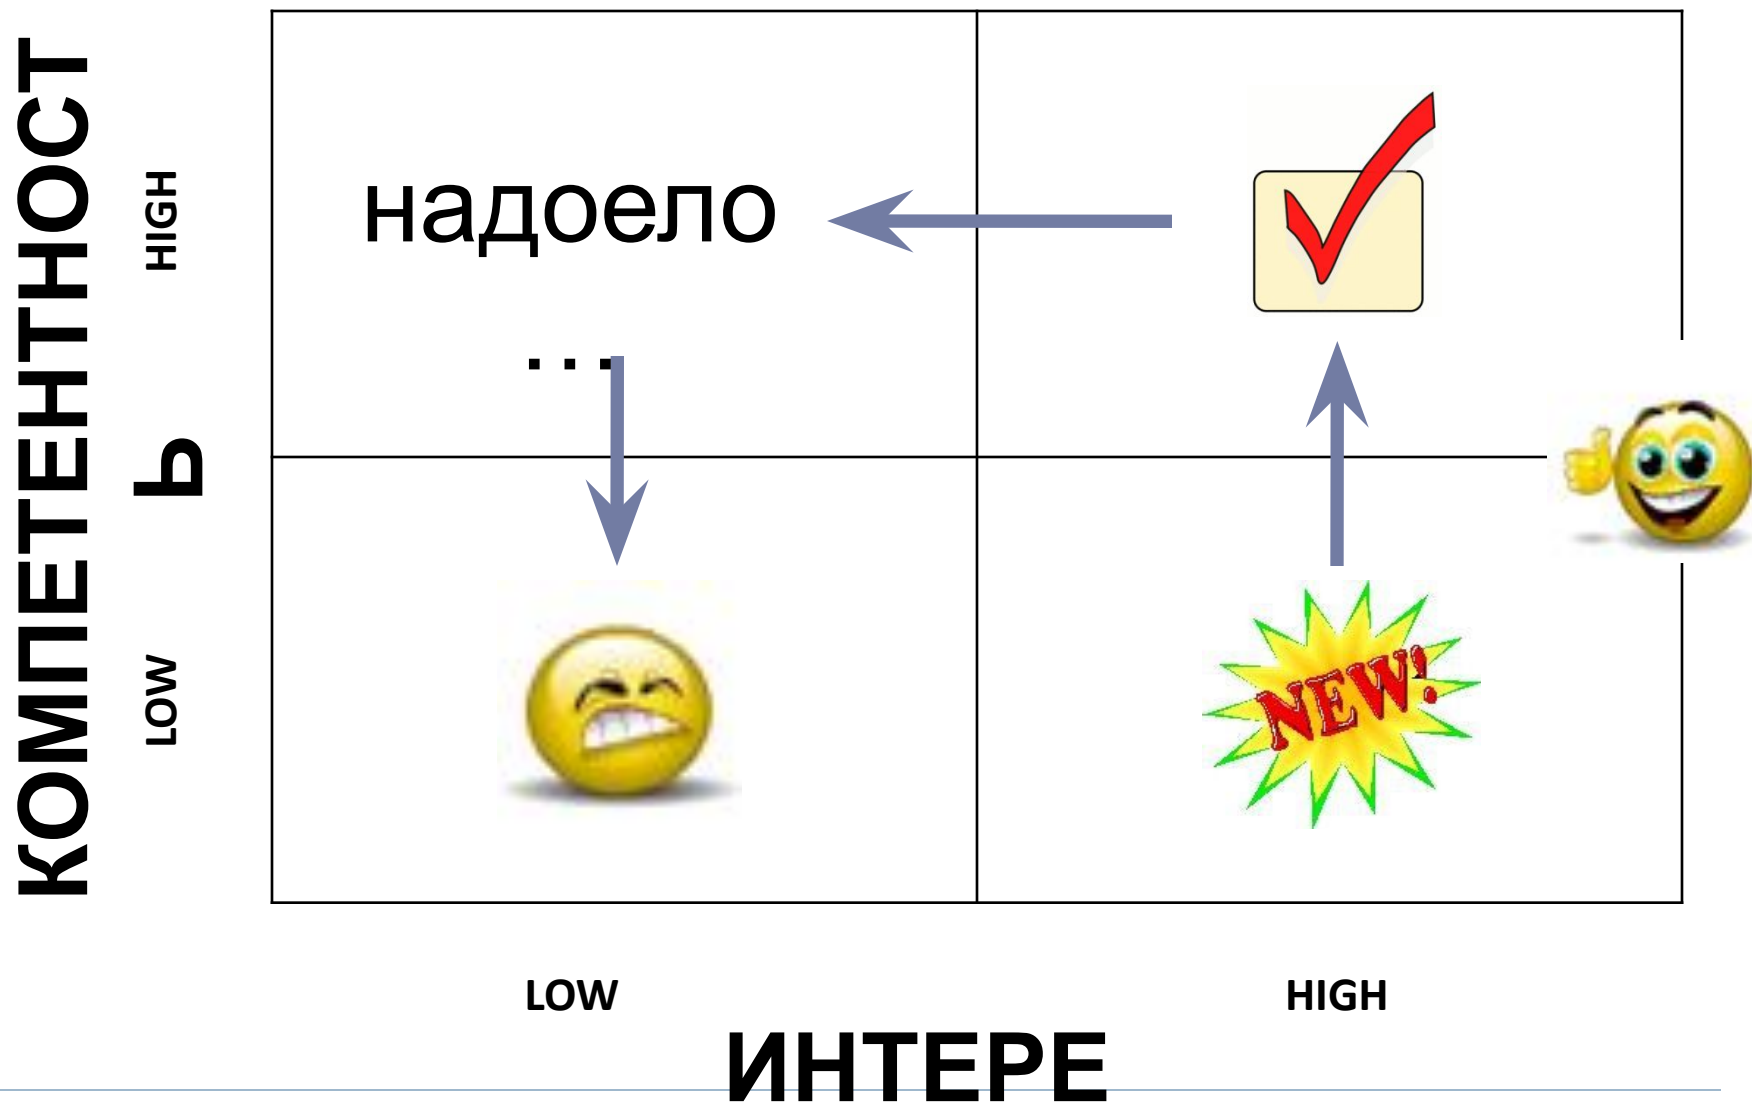 КОМПЕТЕНТНОСТ
Ь
HIGH
LOW
надоело
...
NEW!
LOW
HIGH
ИНТЕРЕ